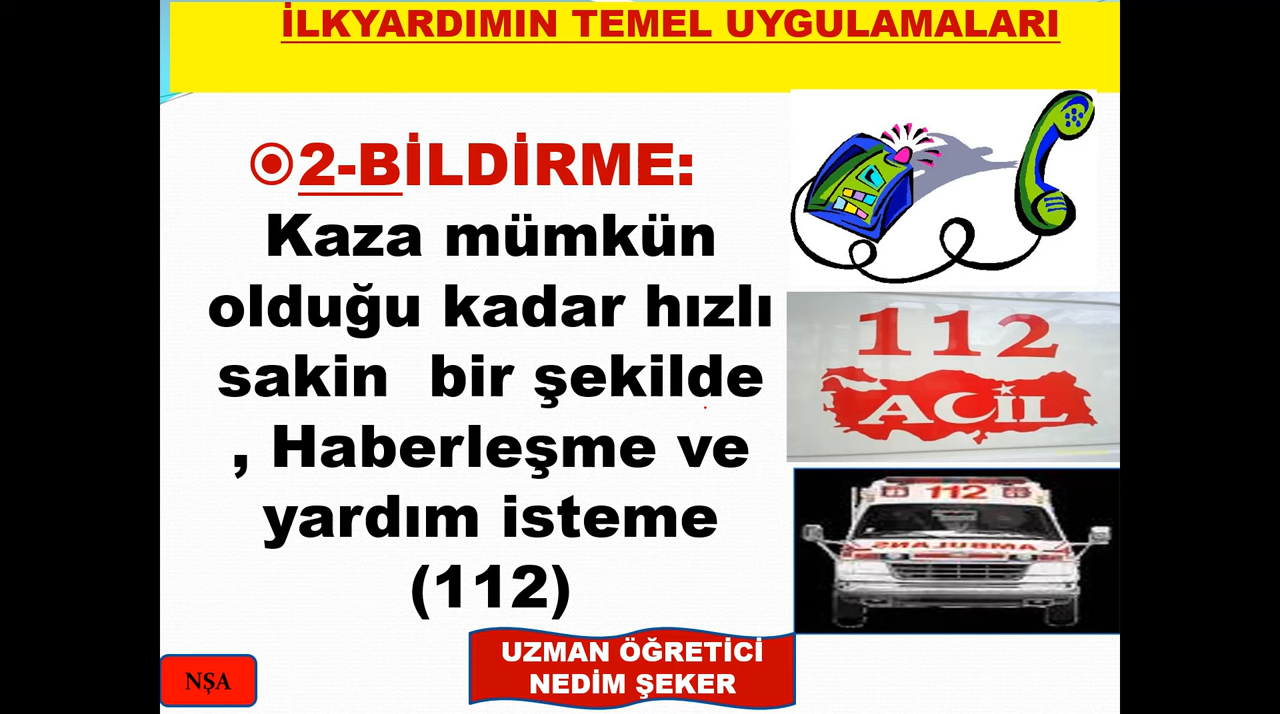 İLKYARDIMIN TEMEL UYGULAMALARI
2-BİLDİRME:
Kaza mümkün
olduğu kadar hızlı
sakin bir şekilde
, Haberleşme ve
yardım isteme
(112)
112
ACİL
112
AMBULANS
UZMAN ÖĞRETİCİ
NEDİM ŞEKER
NŞA